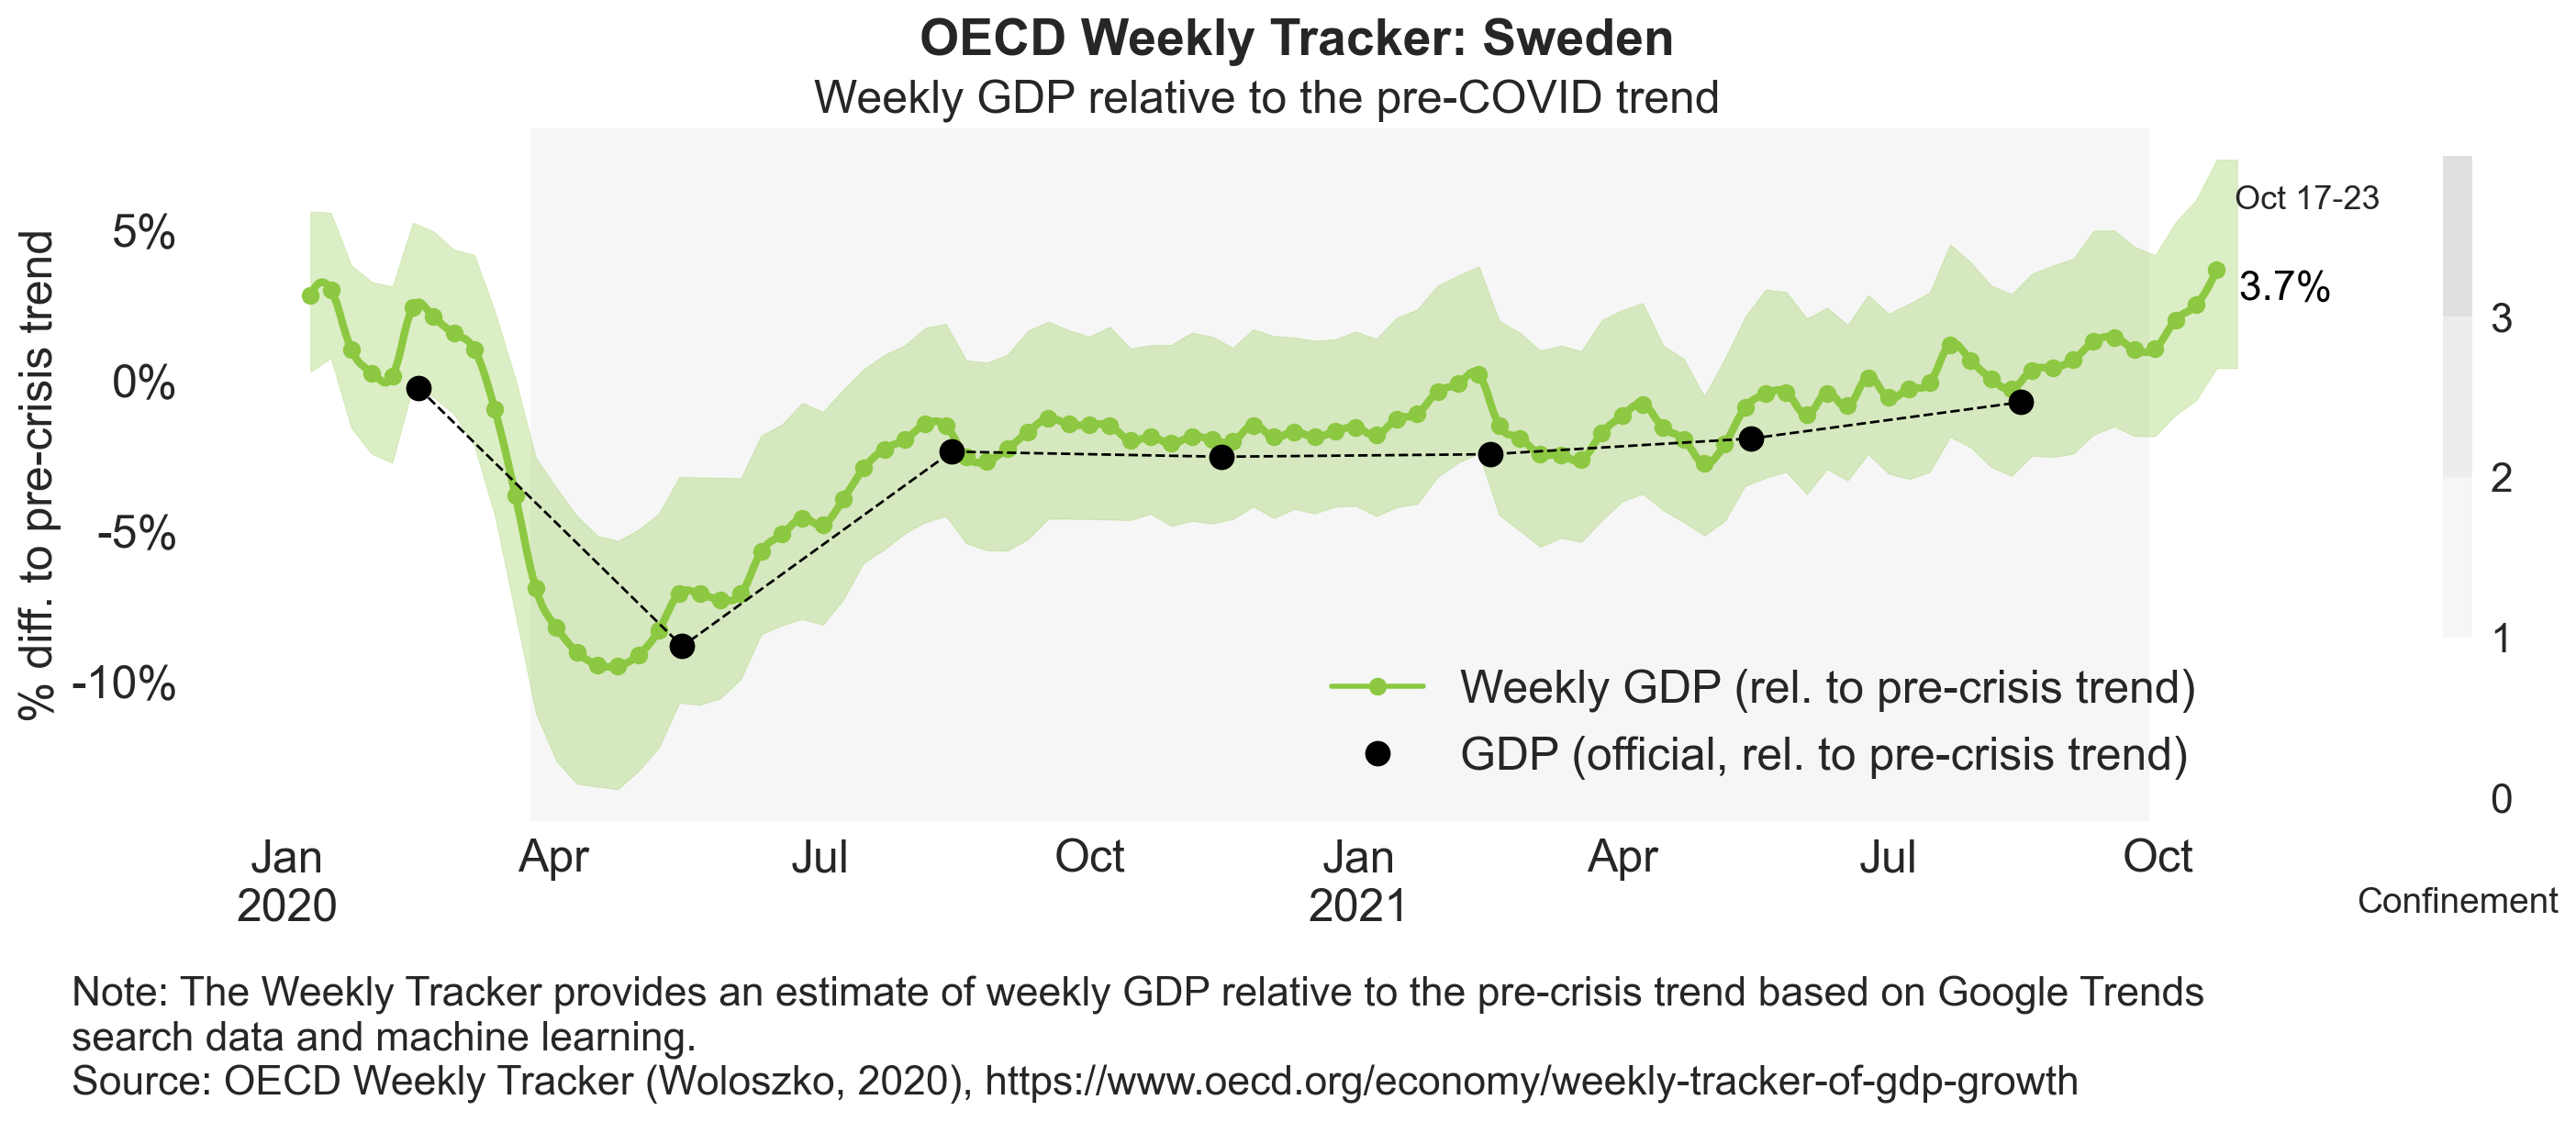 OECD Weekly Tracker: Sweden
Weekly GDP relative to the pre-COVID trend
% diff. to pre-crisis trend
5%
0%
-5%
-10%
Oct 17-23
3.7%
Weekly GDP (rel. to pre-crisis trend)
GDP (official, rel. to pre-crisis trend)
3
2
1
0
Confinement
Jan
2020
Apr
Jul
Oct
Jan
2021
Apr
Jul
Oct
Note: The Weekly Tracker provides an estimate of weekly GDP relative to the pre-crisis trend based on Google Trends
search data and machine learning.
Source: OECD Weekly Tracker (Woloszko, 2020), https://www.oecd.org/economy/weekly-tracker-of-gdp-growth